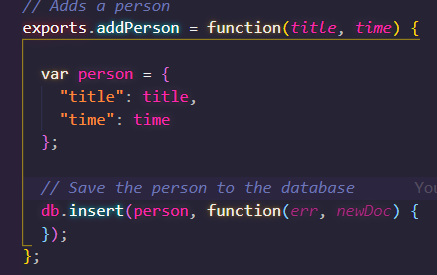 // Adds a person
exports.addPerson = function(title, time) {
var person = {
"title": title,
"time": time
};
// Save the person to the database
You
db.insert(person, function(err, newDoc) {
});
};